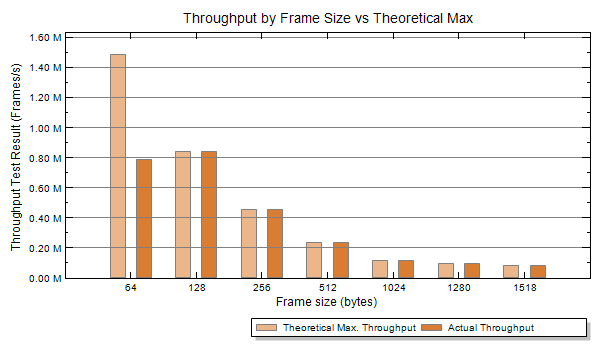 Throughput by Frame Size vs Theoretical Max
Throughput Test Result (Frames/s)
1.60 M
1.40 M
1.20 M
1.00 M
0.80 M
0.60 M
0.40 M
0.20 M
0.00 M
64 128 256 512 1024 1280 1518
Frame size (bytes)
Theoretical Max. Throughput Actual Throughput